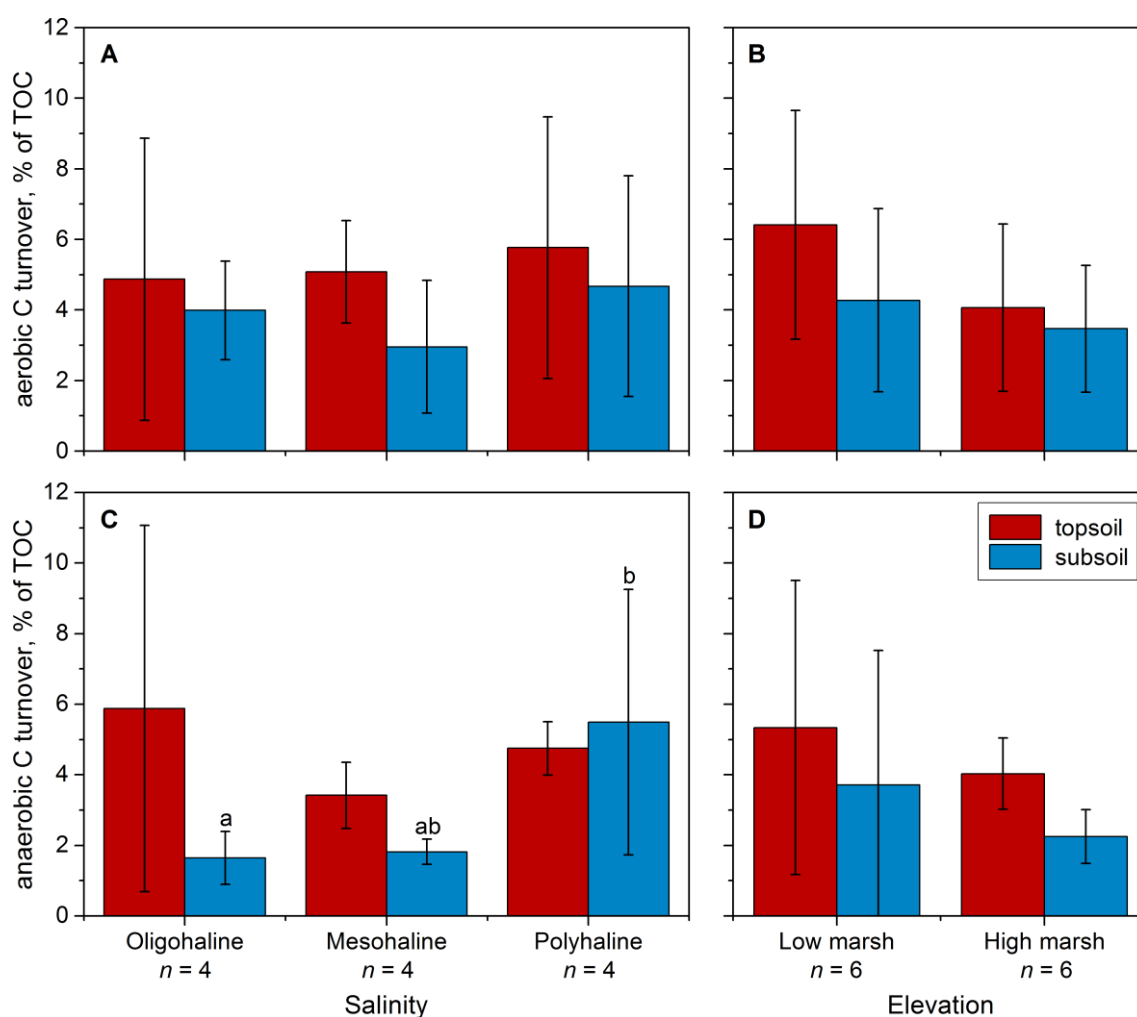 A
B
aerobic C turnover, % of TOC
12
10
8
6
4
2
0
C
D
anaerobic C turnover, % of TOC
12
10
8
6
4
2
0
topsoil
subsoil
a
ab
b
Oligohaline
n = 4
Mesohaline
n = 4
Polyhaline
n = 4
Low marsh
n = 6
High marsh
n = 6
Salinity
Elevation